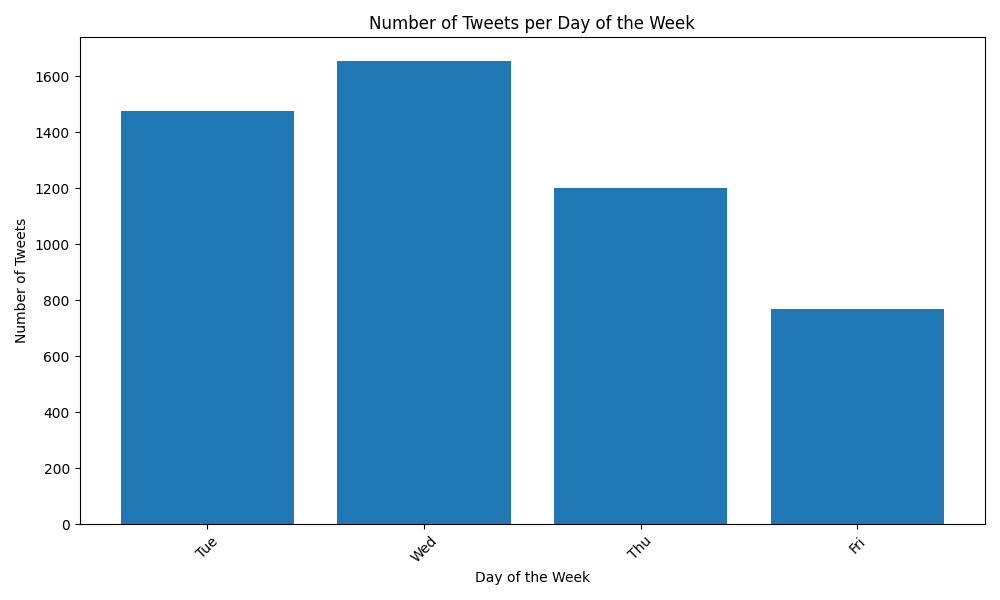 Number of Tweets per Day of the Week
Number of Tweets
1600
1400
1200
1000
800
600
400
200
0
Tue
Wed
Thu
Fri
Day of the Week